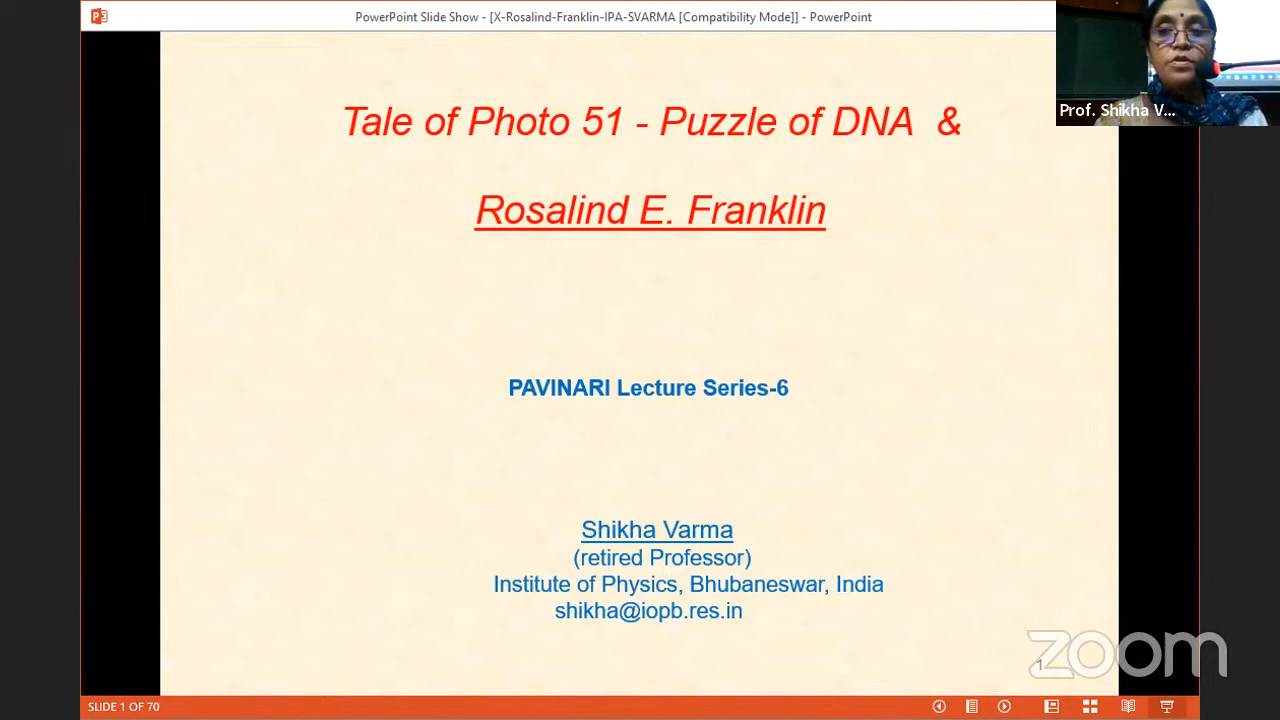 PowerPoint Slide Show - [X-Rosalind-Franklin-IPA-SVARMA [Compatibility Mode]] - PowerPoint
Prof. Shikha V...
Tale of Photo 51 - Puzzle of DNA &
Rosalind E. Franklin
PAVINARI Lecture Series-6
Shikha Varma
(retired Professor)
Institute of Physics, Bhubaneswar, India
shikha@iopb.res.in
1
zoom
SLIDE 1 OF 70